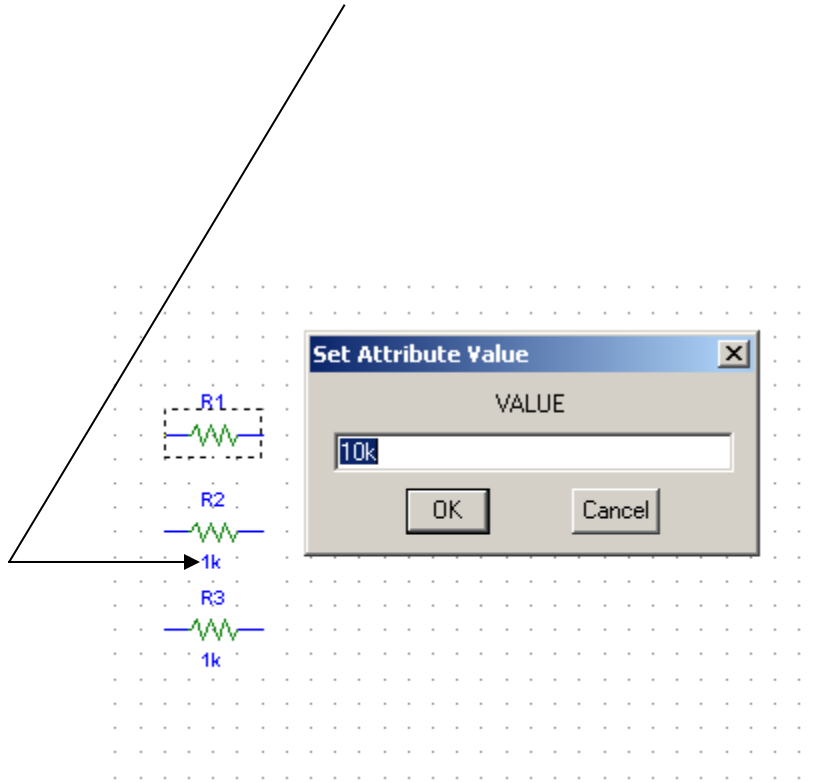 Set Attribute Value
VALUE
10k
OK Cancel
R1
R2
1k
R3
1k